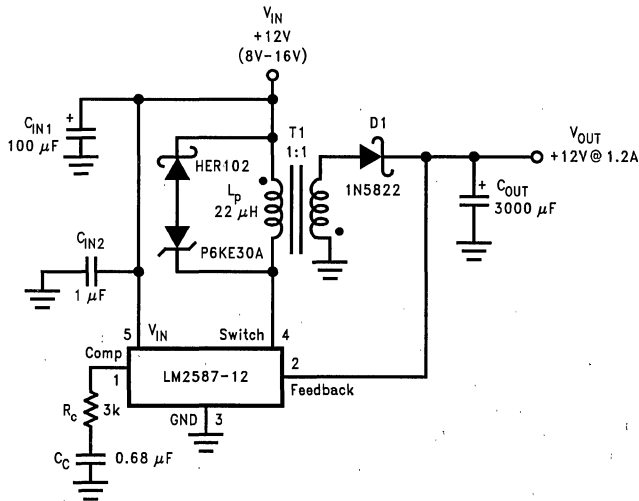 V_IN
+12V
(8V–16V)
C_IN1
+
100 µF
HER102
T1
1:1
D1
1N5822
V_OUT
+12V @ 1.2A
+
C_OUT
3000 µF
L_p
22 µH
P6KE30A
C_IN2
1 µF
5
V_IN
Switch
4
Comp
1
LM2587-12
2
Feedback
R_c
3k
GND
3
C_C
0.68 µF